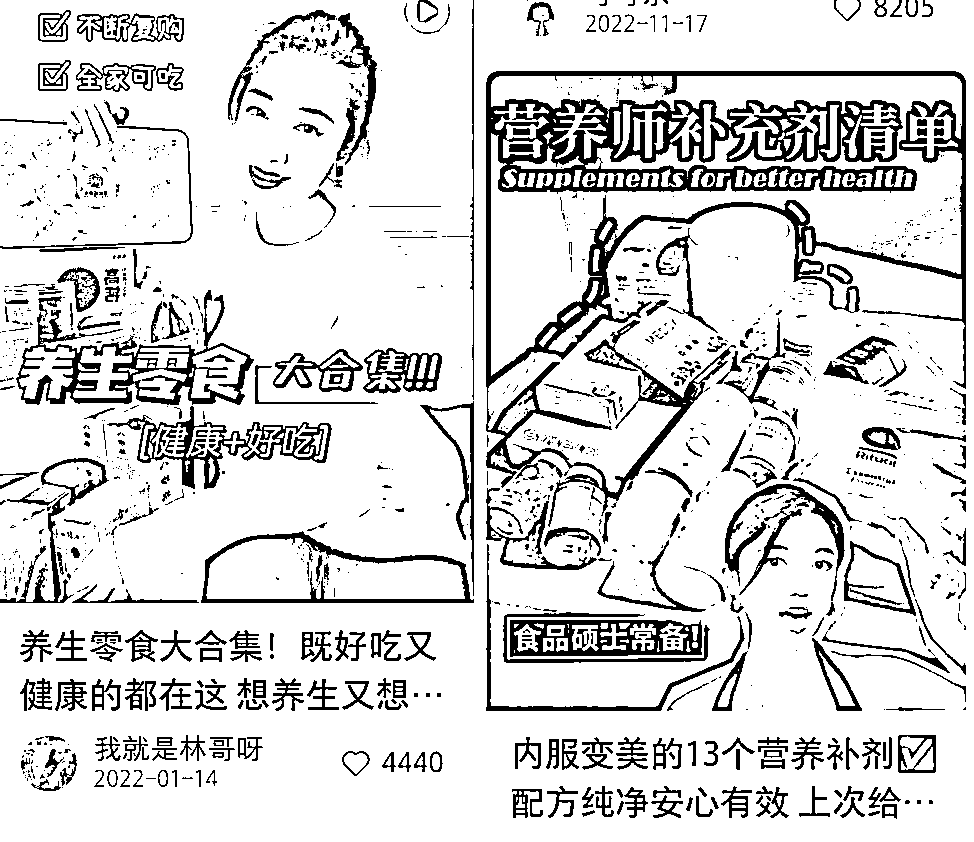 不断复购
全家可吃
养生零食 大合集!!!
[健康+好吃]
养生零食大合集！既好吃又
健康的都在这 想养生又想…
我就是林哥呀
2022-01-14
4440
2022-11-17
8205
营养师补充剂清单
Supplements for better health
Ritual
食品硕士常备!
内服变美的13个营养补剂
配方纯净安心有效 上次给…